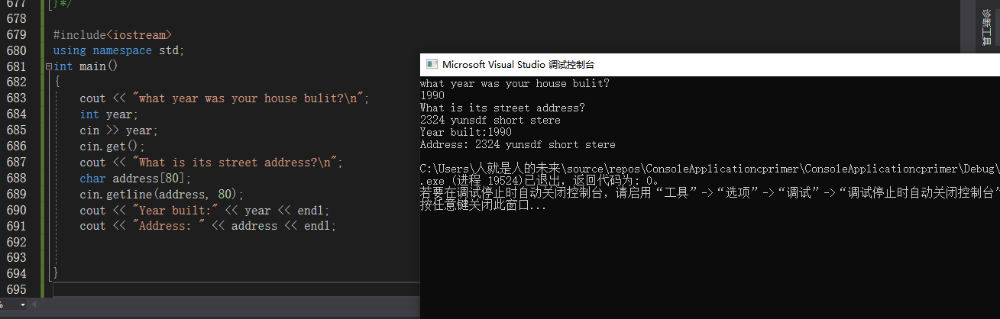 677 }*/
678
679 #include<iostream>
680 using namespace std;
681 int main()
682 {
683 cout << "what year was your house bulit?\n";
684 int year;
685 cin >> year;
686 cin.get();
687 cout << "What is its street address?\n";
688 char address[80];
689 cin.getline(address, 80);
690 cout << "Year built:" << year << endl;
691 cout << "Address: " << address << endl;
692
693
694 }
695
%
诊断工具
Microsoft Visual Studio 调试控制台
what year was your house bulit?
1990
What is its street address?
2324 yunsdf short stere
Year built:1990
Address: 2324 yunsdf short stere
C:\Users\人就是人的未来\source\repos\ConsoleApplicationcprimer\ConsoleApplicationcprimer\Debug\
.exe (进程 19524)已退出，返回代码为: 0。
若要在调试停止时自动关闭控制台，请启用“工具”->“选项”->“调试”->“调试停止时自动关闭控制台”
按任意键关闭此窗口...